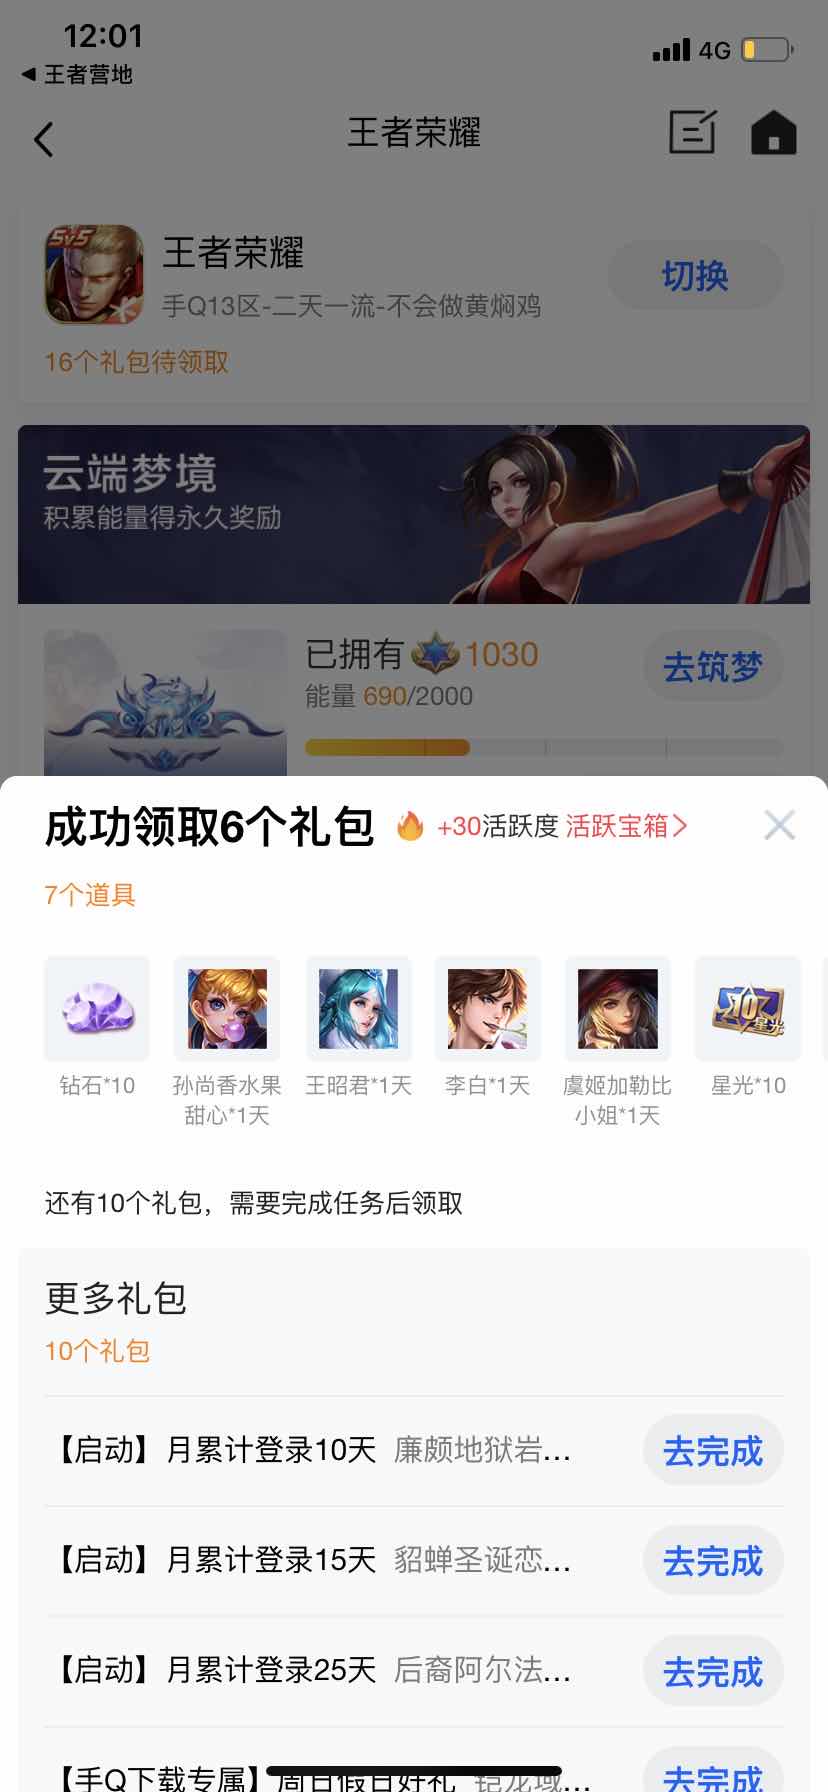 12:01
4G
王者营地
王者荣耀
5V5
王者荣耀
手Q13区-二天一流-不会做黄焖鸡
切换
16个礼包待领取
云端梦境
积累能量得永久奖励
已拥有 1030
能量 690/2000
去筑梦
成功领取6个礼包 +30活跃度 活跃宝箱>
7个道具
10
星光
钻石*10
孙尚香水果
甜心*1天
王昭君*1天
李白*1天
虞姬加勒比
小姐*1天
星光*10
还有10个礼包，需要完成任务后领取
更多礼包
10个礼包
【启动】月累计登录10天 廉颇地狱岩... 去完成
【启动】月累计登录15天 貂蝉圣诞恋... 去完成
【启动】月累计登录25天 后裔阿尔法... 去完成
【手Q下载专属】周日假日好礼 铠龙域... 去完成